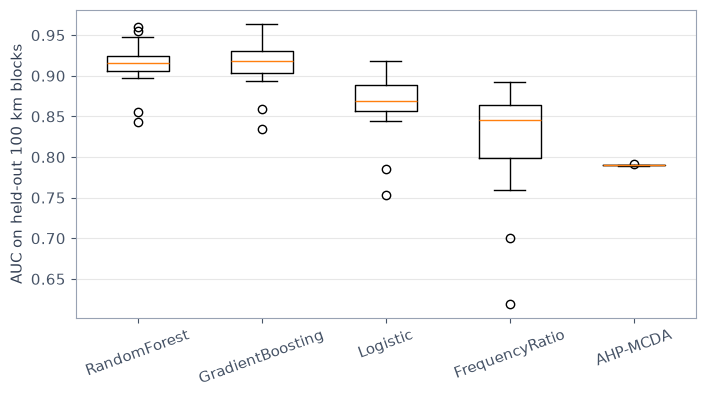 AUC on held-out 100 km blocks
0.95
0.90
0.85
0.80
0.75
0.70
0.65
RandomForest
GradientBoosting
Logistic
FrequencyRatio
AHP-MCDA